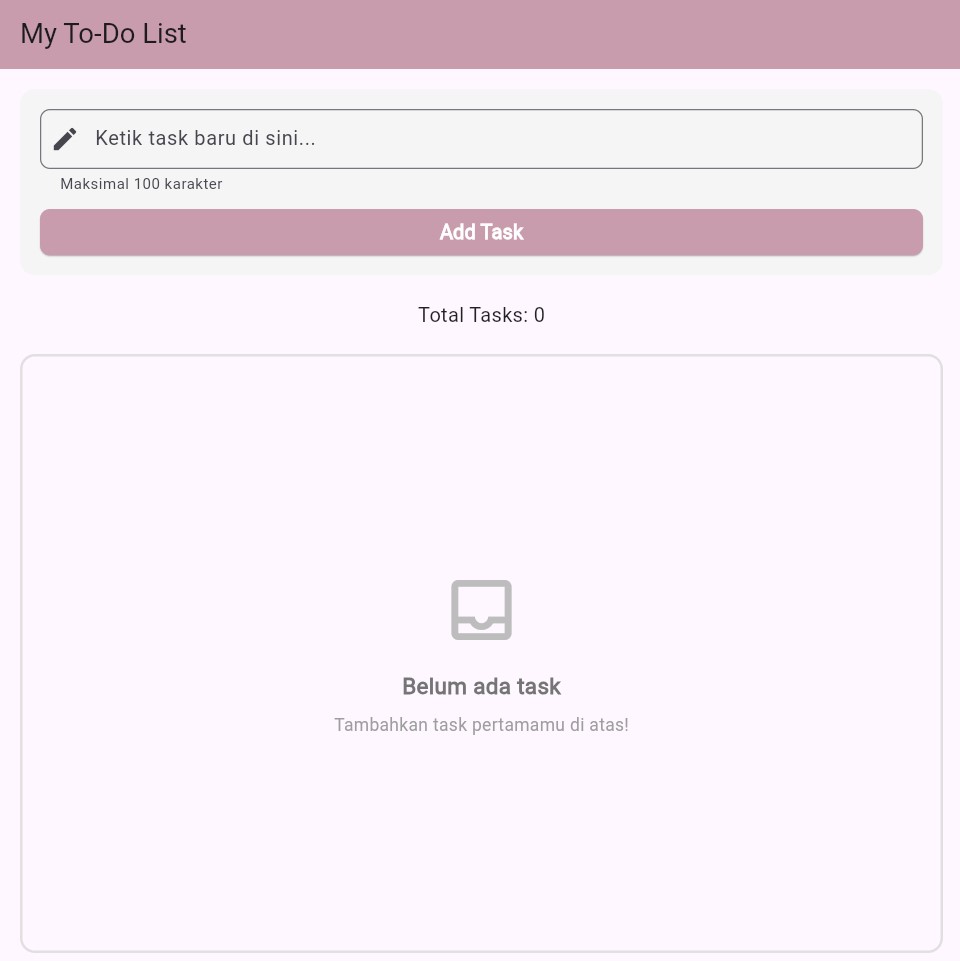 My To-Do List
Ketik task baru di sini...
Maksimal 100 karakter
Add Task
Total Tasks: 0
Belum ada task
Tambahkan task pertamamu di atas!